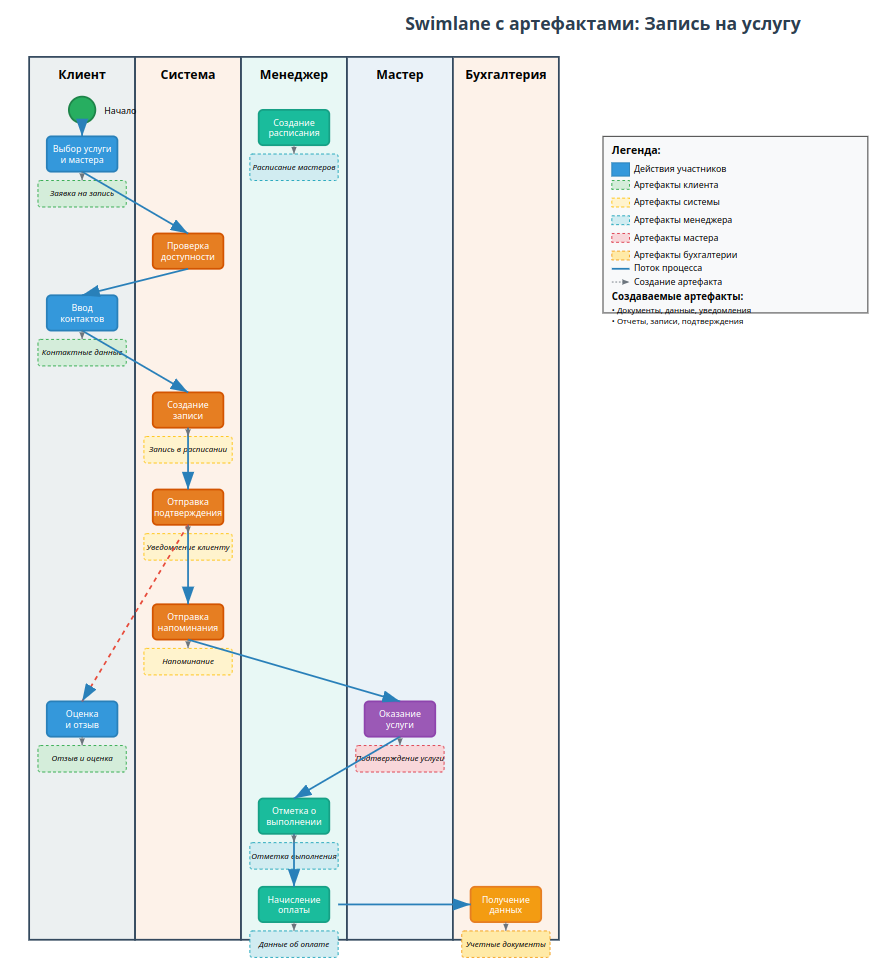 Swimlane с артефактами: Запись на услугу
Клиент
Система
Менеджер
Мастер
Бухгалтерия
Начало
Создание
расписания
Расписание мастеров
Выбор услуги
и мастера
Заявка на запись
Проверка
доступности
Ввод
контактов
Контактные данные
Создание
записи
Запись в расписании
Отправка
подтверждения
Уведомление клиенту
Отправка
напоминания
Напоминание
Оценка
и отзыв
Отзыв и оценка
Оказание
услуги
Подтверждение услуги
Отметка о
выполнении
Отметка выполнения
Начисление
оплаты
Данные об оплате
Получение
данных
Учетные документы
Легенда:
Действия участников
Артефакты клиента
Артефакты системы
Артефакты менеджера
Артефакты мастера
Артефакты бухгалтерии
Поток процесса
Создание артефакта
Создаваемые артефакты:
• Документы, данные, уведомления
• Отчеты, записи, подтверждения